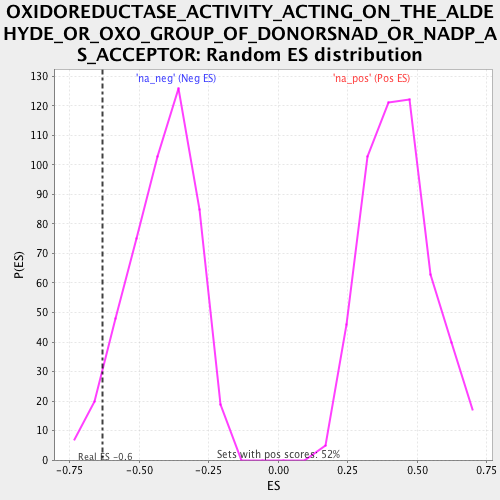 OXIDOREDUCTASE_ACTIVITY_ACTING_ON_THE_ALDE
HYDE_OR_OXO_GROUP_OF_DONORSNAD_OR_NADP_A
S_ACCEPTOR: Random ES distribution
'na_neg' (Neg ES) 'na_pos' (Pos ES)
130
120
110
100
90
80
70
60
50
40
30
20
10
0
P(ES)
Real ES -0.6 Sets with pos scores: 52%
-0.75 -0.50 -0.25 0.00 0.25 0.50 0.75
ES